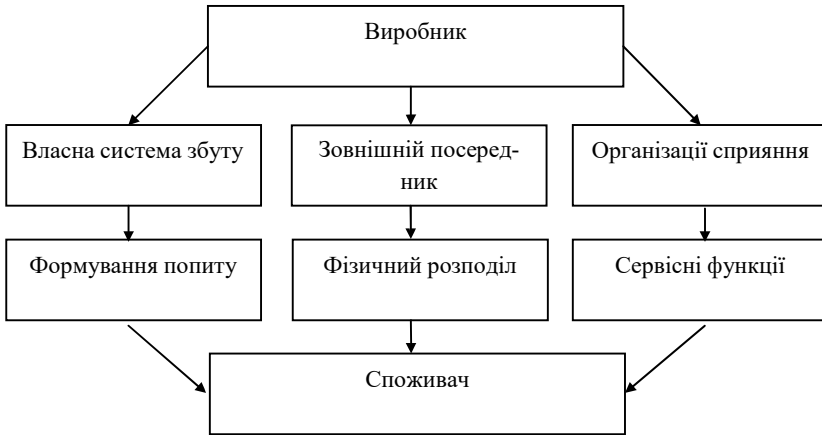 Виробник
Власна система збуту
Зовнішній посеред-
ник
Організації сприяння
Формування попиту
Фізичний розподіл
Сервісні функції
Споживач